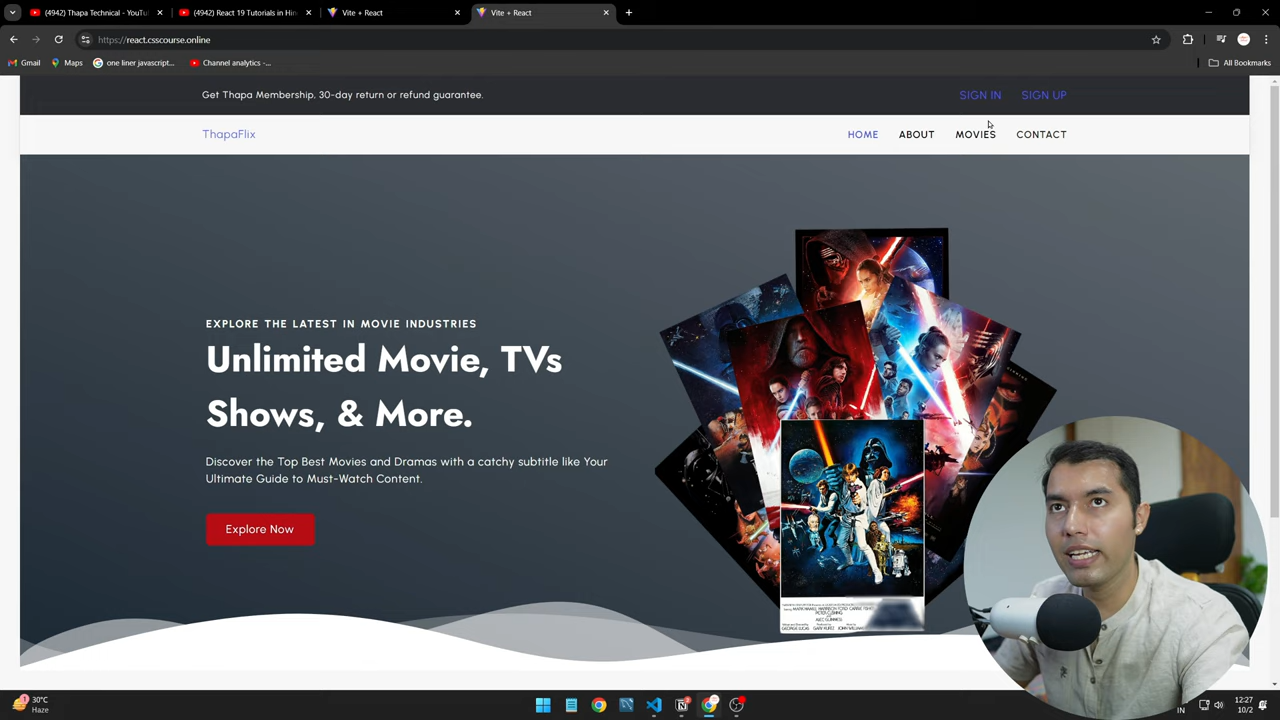 (4942) Thapa Technical - YouTu
(4942) React 19 Tutorials in Hin
Vite + React
Vite + React
https://react.csscourse.online
Gmail
Maps
one liner javascript...
Channel analytics -...
All Bookmarks
Get Thapa Membership, 30-day return or refund guarantee.
SIGN IN
SIGN UP
ThapaFlix
HOME
ABOUT
MOVIES
CONTACT
EXPLORE THE LATEST IN MOVIE INDUSTRIES
Unlimited Movie, TVs
Shows, & More.
Discover the Top Best Movies and Dramas with a catchy subtitle like Your
Ultimate Guide to Must-Watch Content.
Explore Now
30°C
Haze
IN
12:27
10/2